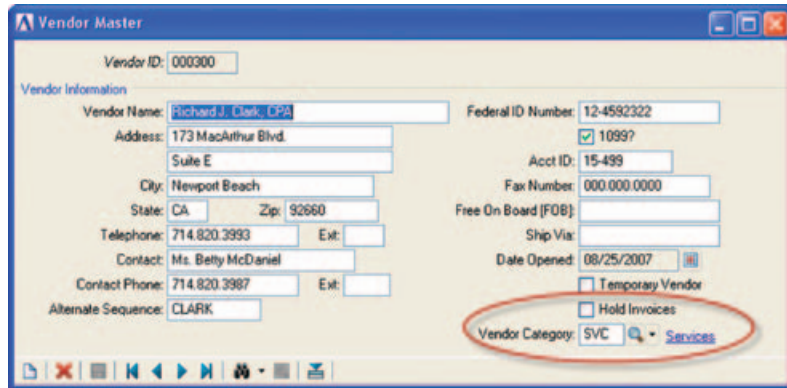 Vendor Master
Vendor ID: 000300
Vendor Information
Vendor Name: Richard J. Clark, CPA
Federal ID Number: 12-4592322
Address: 173 MacArthur Blvd.
1099?
Suite E
Acct ID: 15-499
City: Newport Beach
Fax Number: 000.000.0000
State: CA Zip: 92660
Free On Board [FOB]:
Telephone: 714.820.3993 Ext:
Ship Via:
Contact: Ms. Betty McDaniel
Date Opened: 08/25/2007
Contact Phone: 714.820.3987 Ext:
Temporary Vendor
Alternate Sequence: CLARK
Hold Invoices
Vendor Category: SVC Services